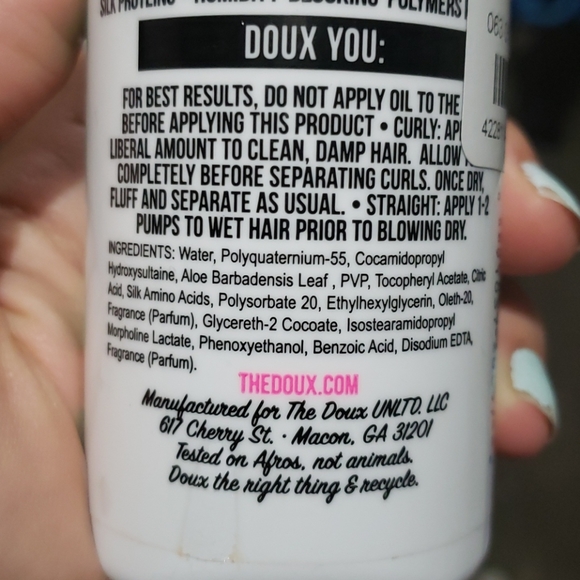 SILK PROTEINS HUMIDITY BLOCKING POLYMERS
DOUX YOU:
FOR BEST RESULTS, DO NOT APPLY OIL TO THE
BEFORE APPLYING THIS PRODUCT • CURLY:
LIBERAL AMOUNT TO CLEAN, DAMP HAIR. ALLOW
COMPLETELY BEFORE SEPARATING CURLS. ONCE DRY,
FLUFF AND SEPARATE AS USUAL. • STRAIGHT: APPLY 1-2
PUMPS TO WET HAIR PRIOR TO BLOWING DRY.
INGREDIENTS: Water, Polyquaternium-55, Cocamidopropyl
Hydroxysultaine, Aloe Barbadensis Leaf , PVP, Tocopheryl Acetate, Citric
Acid, Silk Amino Acids, Polysorbate 20, Ethylhexylglycerin, Oleth-20,
Fragrance (Parfum), Glycereth-2 Cocoate, Isostearamidopropyl
Morpholine Lactate, Phenoxyethanol, Benzoic Acid, Disodium EDTA,
Fragrance (Parfum).
THEDOUX.COM
Manufactured for The Doux UNLTD. LLC
617 Cherry St. • Macon, GA 31201
Tested on Afros, not animals.
Doux the right thing & recycle.